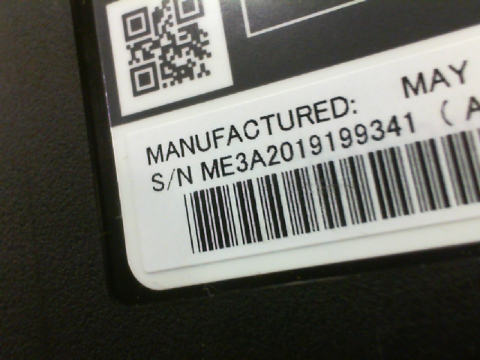 MANUFACTURED: MAY
S/N ME3A2019199341 ( A